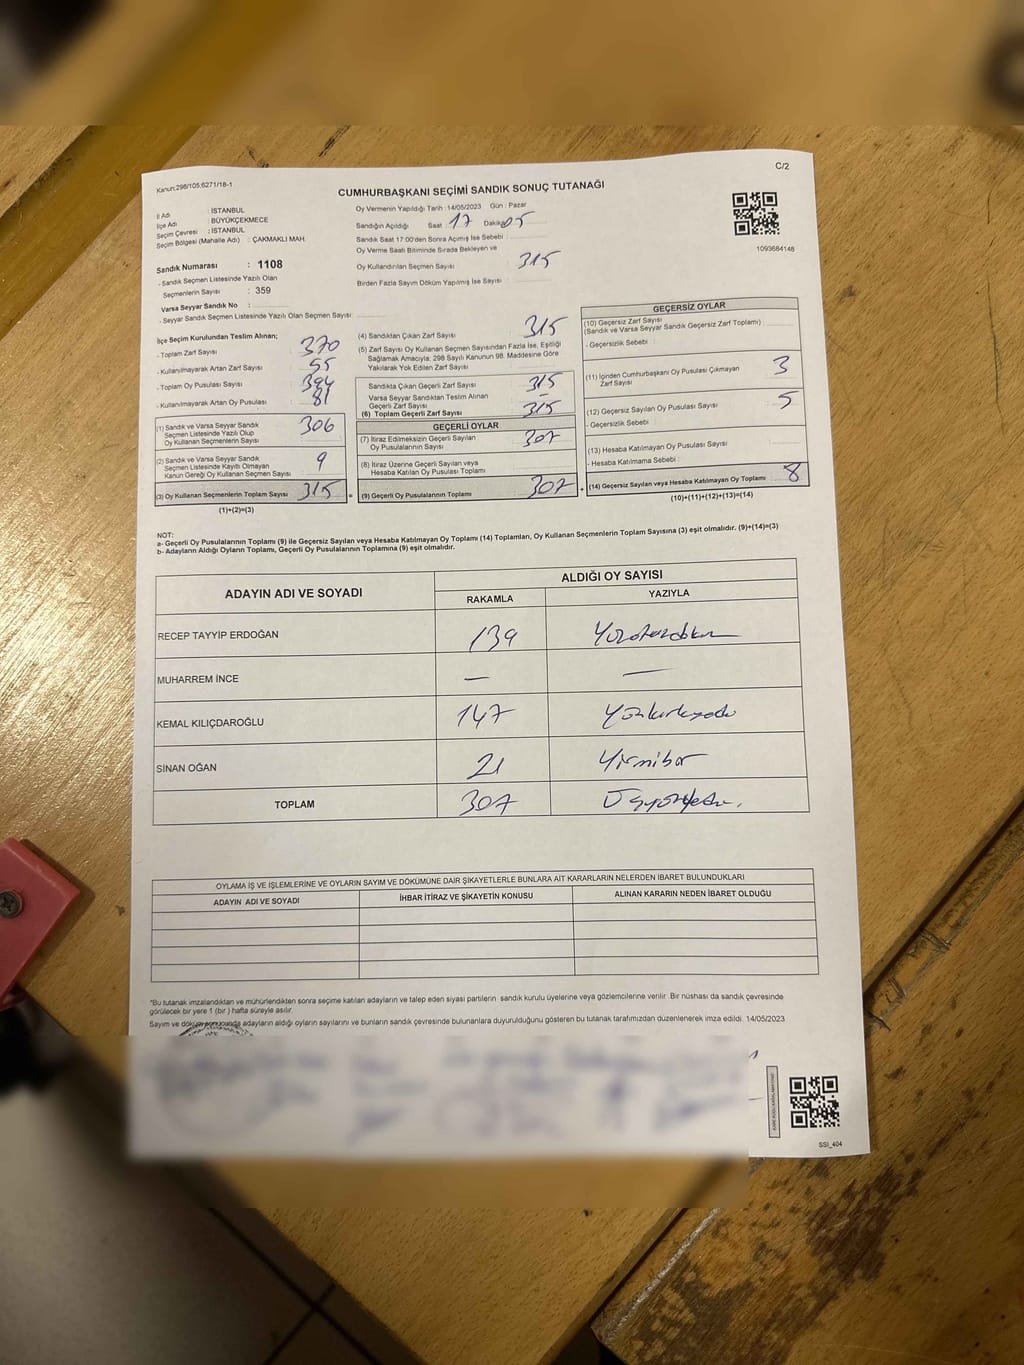 C/2
Kanun:298/105;6271/18-1
CUMHURBAŞKANI SEÇİMİ SANDIK SONUÇ TUTANAĞI
İl Adı : İSTANBUL
İlçe Adı : BÜYÜKÇEKMECE
Seçim Çevresi : İSTANBUL
Seçim Bölgesi (Mahalle Adı) : ÇAKMAKLI MAH.
Oy Vermenin Yapıldığı Tarih : 14/05/2023 Gün : Pazar
Sandığın Açıldığı Saat : 17 Dakika 05
Sandık Saat 17:00'den Sonra Açımış İse Sebebi :
Oy Verme Saati Bitiminde Sırada Bekleyen ve
Oy Kullandırılan Seçmen Sayısı : 315
Birden Fazla Sayım Döküm Yapılmış İse Sayısı :
1093684148
Sandık Numarası : 1108
- Sandık Seçmen Listesinde Yazılı Olan
Seçmenlerin Sayısı : 359
Varsa Seyyar Sandık No :
- Seyyar Sandık Seçmen Listesinde Yazılı Olan Seçmen Sayısı:
İlçe Seçim Kurulundan Teslim Alınan;
- Toplam Zarf Sayısı 370
- Kullanılmayarak Artan Zarf Sayısı 55
- Toplam Oy Pusulası Sayısı 394
- Kullanılmayarak Artan Oy Pusulası 81
(1) Sandık ve Varsa Seyyar Sandık
Seçmen Listesinde Yazılı Olup
Oy Kullanan Seçmenlerin Sayısı 306
(2) Sandık ve Varsa Seyyar Sandık
Seçmen Listesinde Kayıtlı Olmayan
Kanun Gereği Oy Kullanan Seçmen Sayısı 9
(3) Oy Kullanan Seçmenlerin Toplam Sayısı 315 =
(1)+(2)=(3)
(4) Sandıktan Çıkan Zarf Sayısı 315
(5) Zarf Sayısı Oy Kullanan Seçmen Sayısından Fazla İse, Eşitliği
Sağlamak Amacıyla; 298 Sayılı Kanunun 98. Maddesine Göre
Yakılarak Yok Edilen Zarf Sayısı
Sandıkta Çıkan Geçerli Zarf Sayısı 315
Varsa Seyyar Sandıktan Teslim Alınan
Geçerli Zarf Sayısı –
(6) Toplam Geçerli Zarf Sayısı 315
GEÇERLİ OYLAR
(7) İtiraz Edilmeksizin Geçerli Sayılan
Oy Pusulalarının Sayısı 307
(8) İtiraz Üzerine Geçerli Sayılan veya
Hesaba Katılan Oy Pusulası Toplamı
(9) Geçerli Oy Pusulalarının Toplamı 307 +
GEÇERSİZ OYLAR
(10) Geçersiz Zarf Sayısı
(Sandık ve Varsa Seyyar Sandık Geçersiz Zarf Toplamı)
- Geçersizlik Sebebi :
(11) İçinden Cumhurbaşkanı Oy Pusulası Çıkmayan
Zarf Sayısı 3
(12) Geçersiz Sayılan Oy Pusulası Sayısı 5
- Geçersizlik Sebebi :
(13) Hesaba Katılmayan Oy Pusulası Sayısı
- Hesaba Katılmama Sebebi :
(14) Geçersiz Sayılan veya Hesaba Katılmayan Oy Toplamı 8
(10)+(11)+(12)+(13)=(14)
NOT:
a- Geçerli Oy Pusulalarının Toplamı (9) ile Geçersiz Sayılan veya Hesaba Katılmayan Oy Toplamı (14) Toplamları, Oy Kullanan Seçmenlerin Toplam Sayısına (3) eşit olmalıdır. (9)+(14)=(3)
b- Adayların Aldığı Oyların Toplamı, Geçerli Oy Pusulalarının Toplamına (9) eşit olmalıdır.
ADAYIN ADI VE SOYADI
ALDIĞI OY SAYISI
RAKAMLA YAZIYLA
RECEP TAYYİP ERDOĞAN 139 Yüzotuzdokuz
MUHARREM İNCE — —
KEMAL KILIÇDAROĞLU 147 Yüzkırkyedi
SİNAN OĞAN 21 Yirmibir
TOPLAM 307 Üçyüzyedi.
OYLAMA İŞ VE İŞLEMLERİNE VE OYLARIN SAYIM VE DÖKÜMÜNE DAİR ŞİKAYETLERLE BUNLARA AİT KARARLARIN NELERDEN İBARET BULUNDUKLARI
ADAYIN ADI VE SOYADI İHBAR İTİRAZ VE ŞİKAYETİN KONUSU ALINAN KARARIN NEDEN İBARET OLDUĞU
*Bu tutanak imzalandıktan ve mühürlendikten sonra seçime katılan adayların ve talep eden siyasi partilerin sandık kurulu üyelerine veya gözlemcilerine verilir. Bir nüshası da sandık çevresinde
görülecek bir yere 1 (bir) hafta süreyle asılır.
Sayım ve döküm sonucunda adayların aldığı oyların sayılarını ve bunların sandık çevresinde bulunanlara duyurulduğunu gösteren bu tutanak tarafımızdan düzenlenerek imza edildi. 14/05/2023
SSI_404